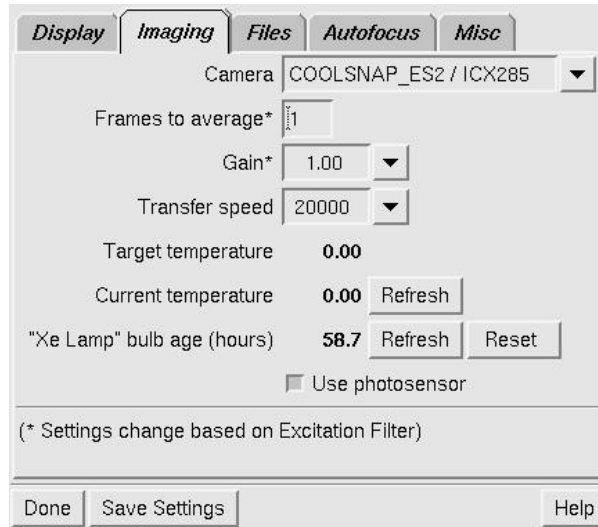 Display Imaging Files Autofocus Misc
Camera COOLSNAP_ES2 / ICX285
Frames to average* 1
Gain* 1.00
Transfer speed 20000
Target temperature 0.00
Current temperature 0.00 Refresh
"Xe Lamp" bulb age (hours) 58.7 Refresh Reset
Use photosensor
(* Settings change based on Excitation Filter)
Done Save Settings Help